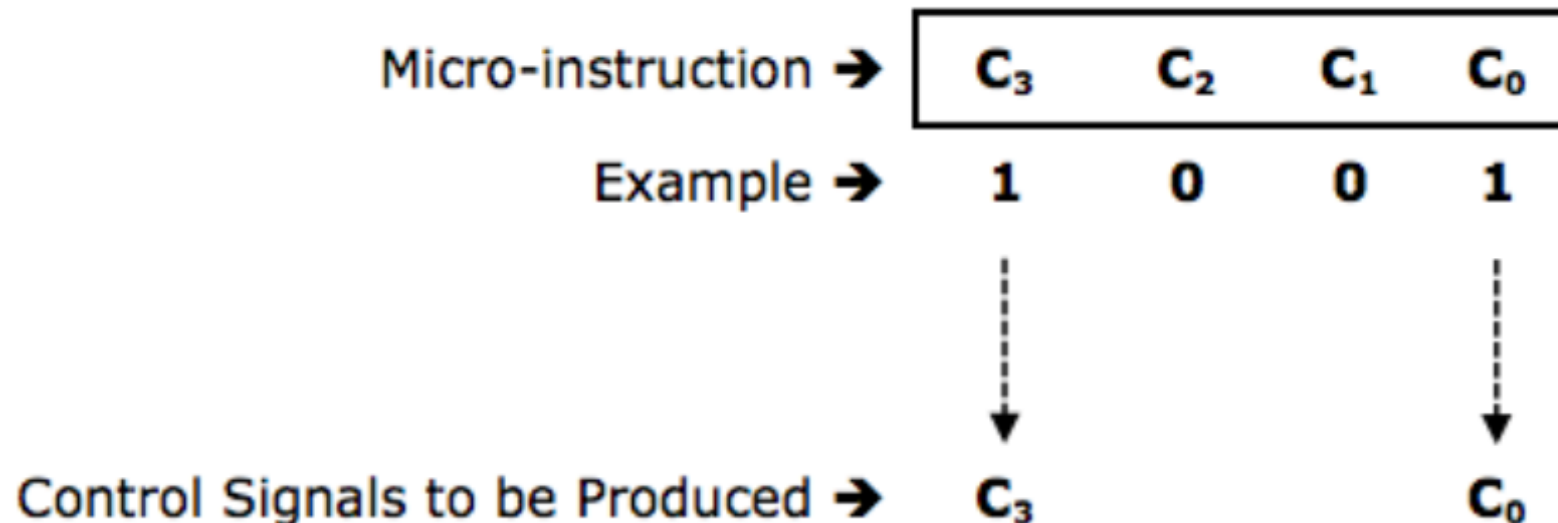 Micro-instruction ➔ C₃ C₂ C₁ C₀
Example ➔ 1 0 0 1
Control Signals to be Produced ➔ C₃ C₀